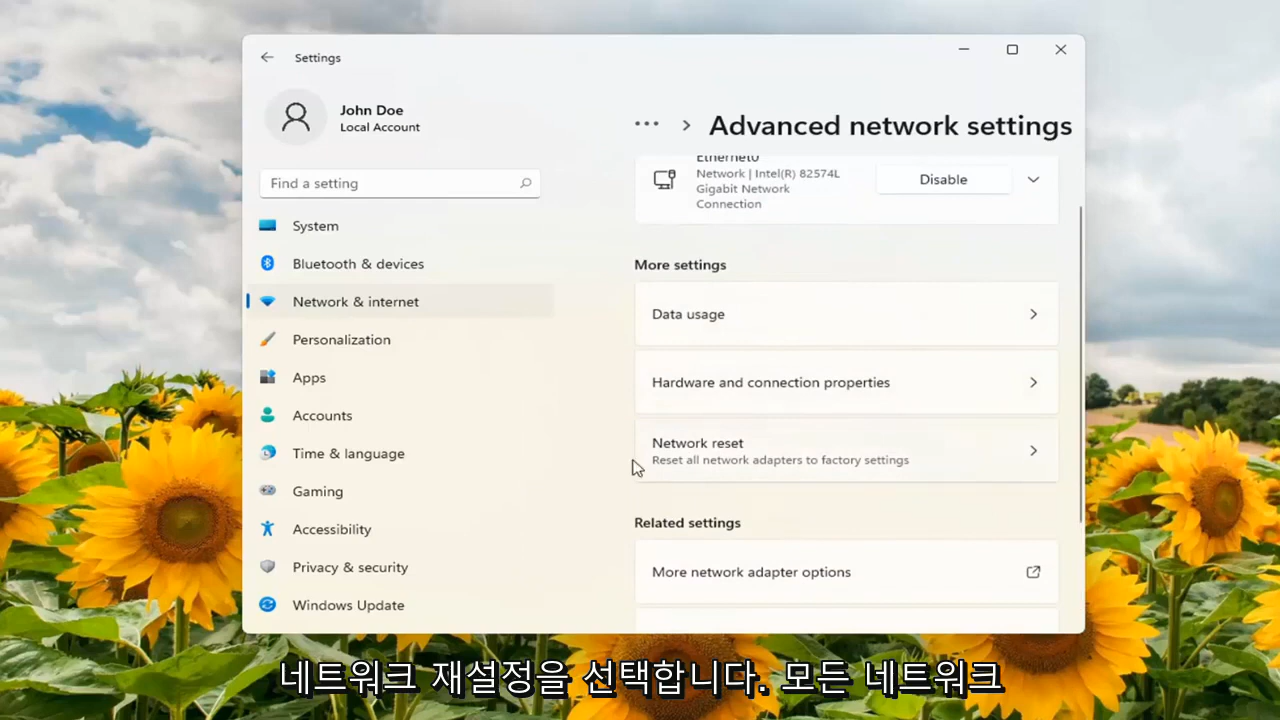 Settings
John Doe
Local Account
Find a setting
System
Bluetooth & devices
Network & internet
Personalization
Apps
Accounts
Time & language
Gaming
Accessibility
Privacy & security
Windows Update
Advanced network settings
Ethernet0
Network | Intel(R) 82574L
Gigabit Network
Connection
Disable
More settings
Data usage
Hardware and connection properties
Network reset
Reset all network adapters to factory settings
Related settings
More network adapter options
네트워크 재설정을 선택합니다. 모든 네트워크